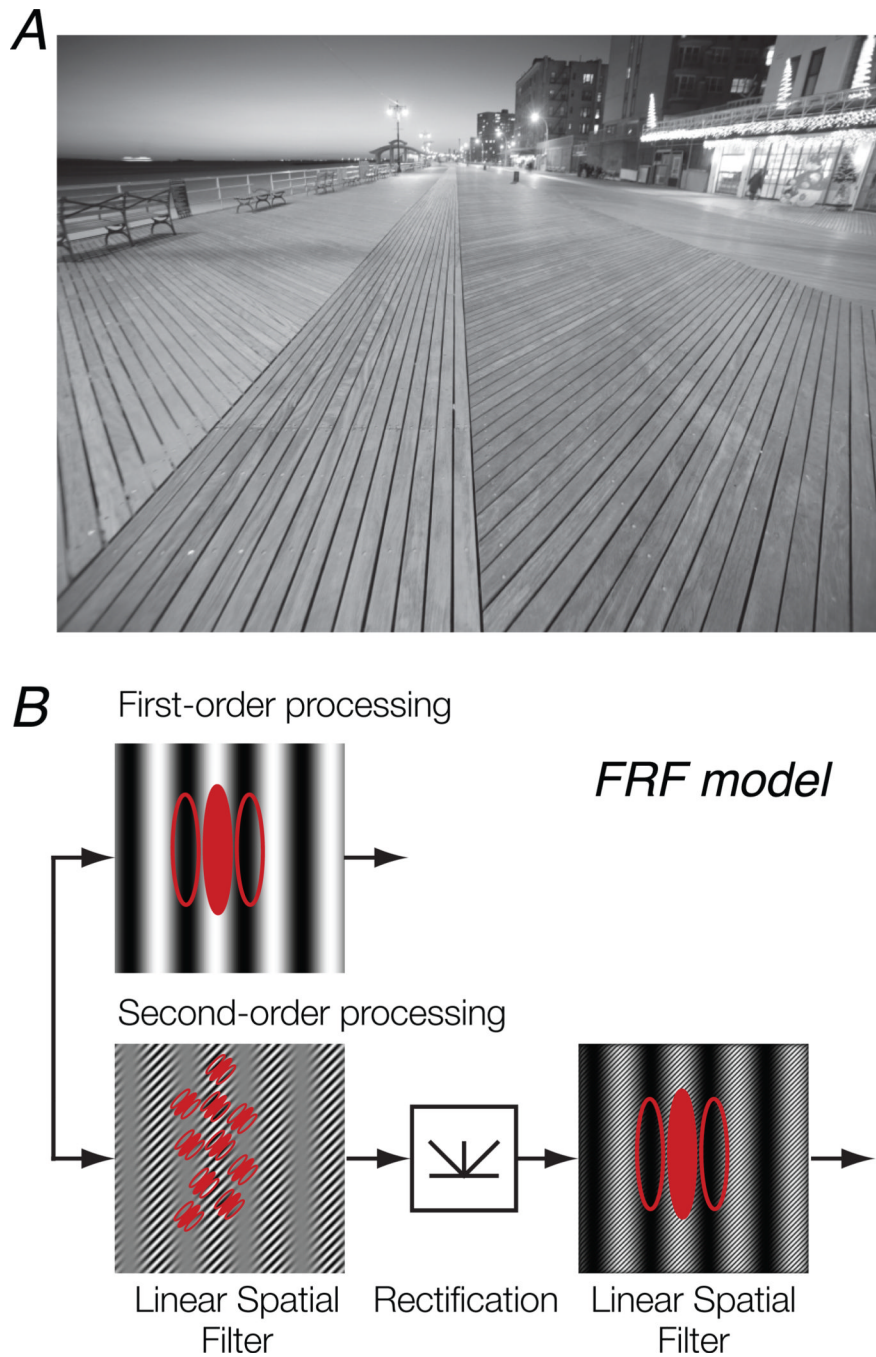 A
B
First-order processing
FRF model
Second-order processing
Linear Spatial
Filter
Rectification
Linear Spatial
Filter